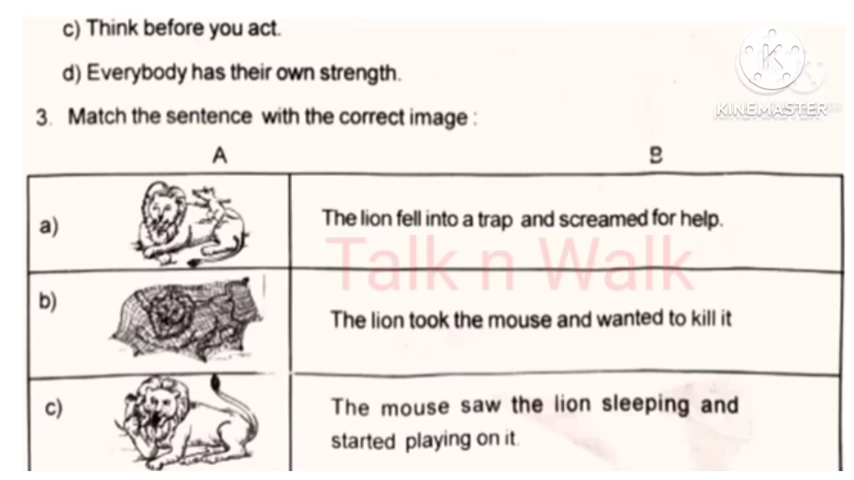 c) Think before you act.
d) Everybody has their own strength.
KINEMASTER
3. Match the sentence with the correct image :
A B
a) The lion fell into a trap and screamed for help.
Talk n Walk
b) The lion took the mouse and wanted to kill it
c) The mouse saw the lion sleeping and
started playing on it.